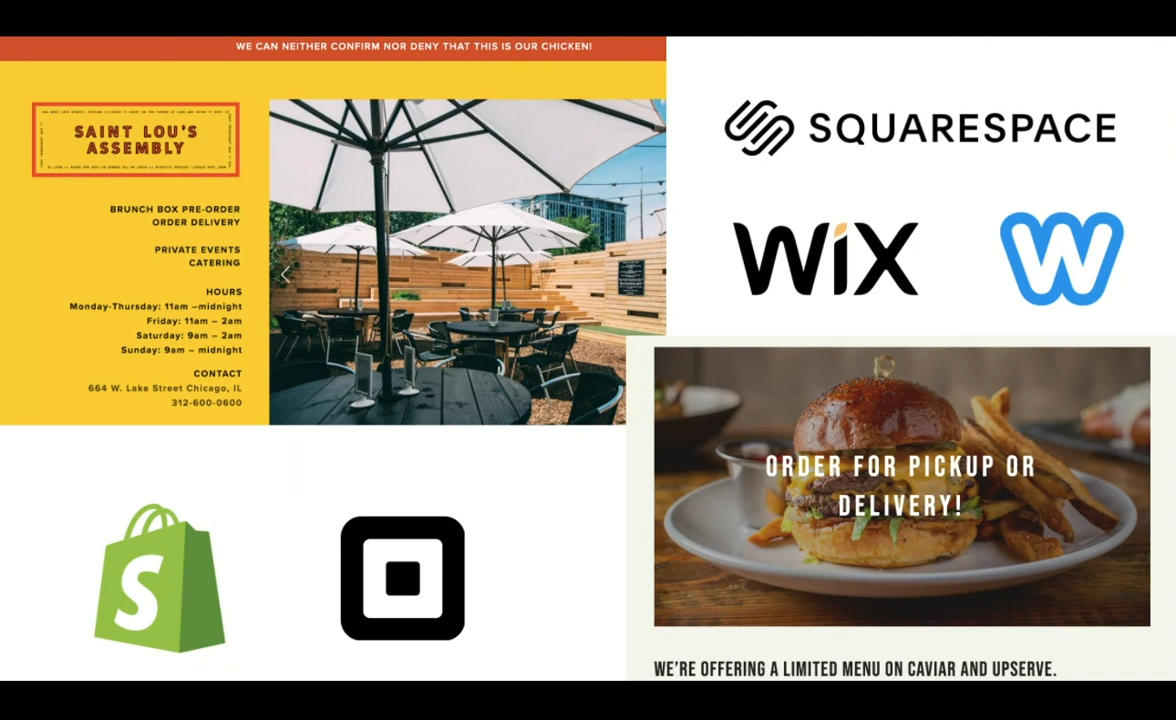 WE CAN NEITHER CONFIRM NOR DENY THAT THIS IS OUR CHICKEN!
SAINT LOU'S
ASSEMBLY
BRUNCH BOX PRE-ORDER
ORDER DELIVERY
PRIVATE EVENTS
CATERING
HOURS
Monday-Thursday: 11am –midnight
Friday: 11am – 2am
Saturday: 9am – 2am
Sunday: 9am – midnight
CONTACT
664 W. Lake Street Chicago, IL
312-600-0600
SQUARESPACE
WiX
W
ORDER FOR PICKUP OR
DELIVERY!
WE'RE OFFERING A LIMITED MENU ON CAVIAR AND UPSERVE.
S